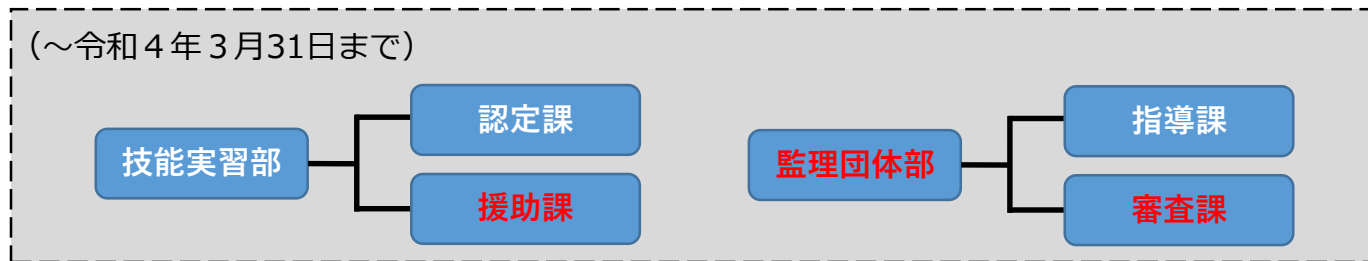 （～令和４年３月31日まで）
認定課
技能実習部
援助課
指導課
監理団体部
審査課